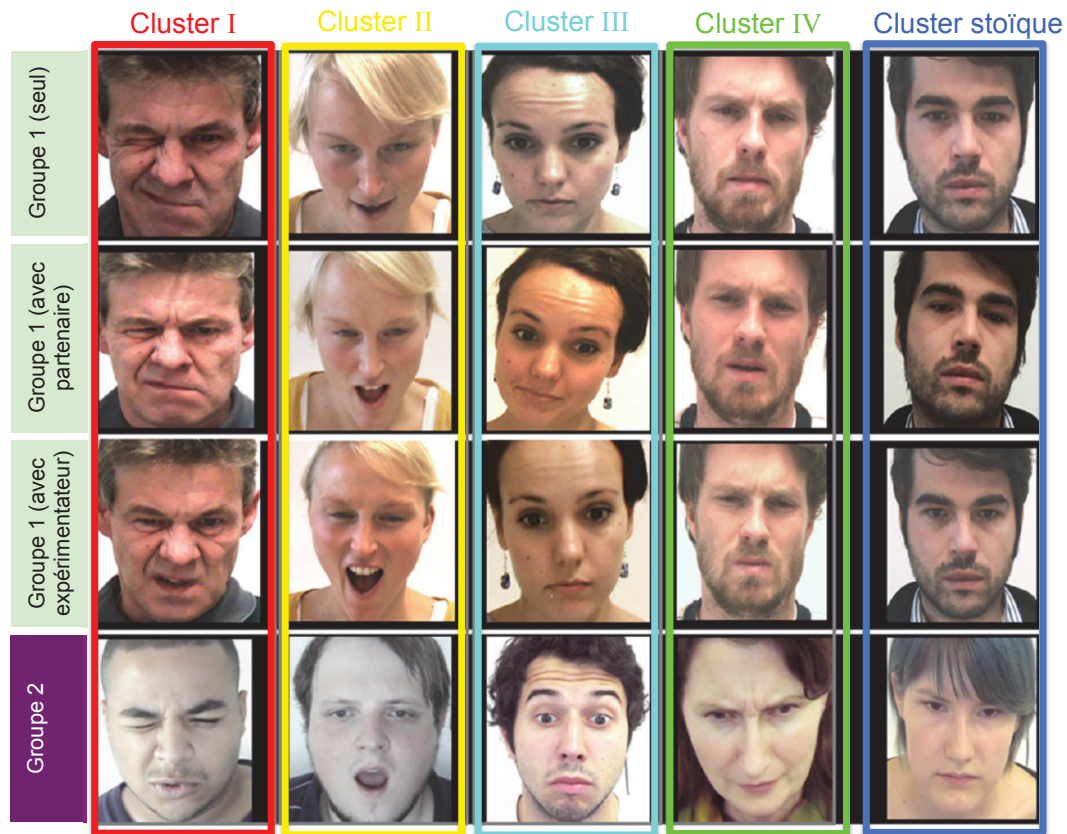 Cluster I
Cluster II
Cluster III
Cluster IV
Cluster stoïque
Groupe 1 (seul)
Groupe 1 (avec
partenaire)
Groupe 1 (avec
expérimentateur)
Groupe 2